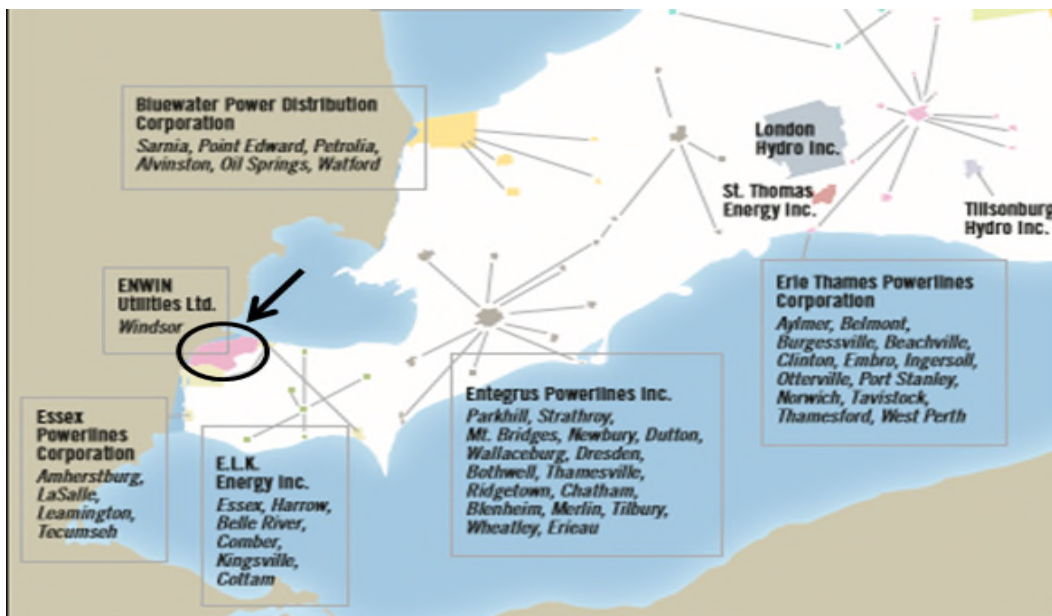 Bluewater Power Distribution
Corporation
Sarnia, Point Edward, Petrolia,
Alvinston, Oil Springs, Watford
London
Hydro Inc.
St. Thomas
Energy Inc.
Tillsonburg
Hydro Inc.
ENWIN
Utilities Ltd.
Windsor
Erie Thames Powerlines
Corporation
Aylmer, Belmont,
Burgessville, Beachville,
Clinton, Embro, Ingersoll,
Otterville, Port Stanley,
Norwich, Tavistock,
Thamesford, West Perth
Entegrus Powerlines Inc.
Parkhill, Strathroy,
Mt. Bridges, Newbury, Dutton,
Wallaceburg, Dresden,
Bothwell, Thamesville,
Ridgetown, Chatham,
Blenheim, Merlin, Tilbury,
Wheatley, Erieau
Essex
Powerlines
Corporation
Amherstburg,
LaSalle,
Leamington,
Tecumseh
E.L.K.
Energy Inc.
Essex, Harrow,
Belle River,
Comber,
Kingsville,
Cottam